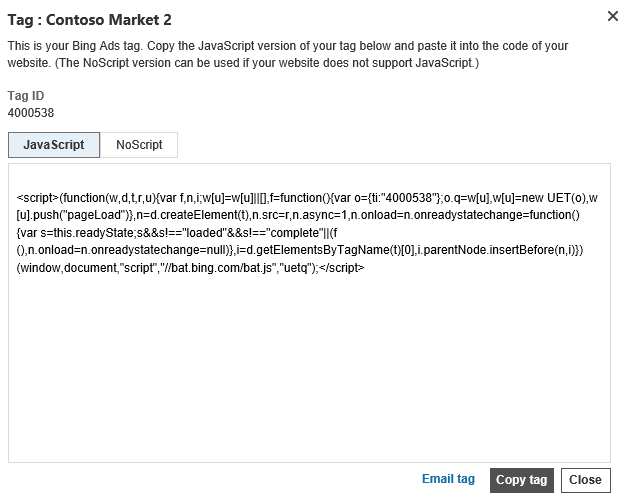 Tag : Contoso Market 2
This is your Bing Ads tag. Copy the JavaScript version of your tag below and paste it into the code of your
website. (The NoScript version can be used if your website does not support JavaScript.)
Tag ID
4000538
JavaScript NoScript
<script>(function(w,d,t,r,u){var f,n,i;w[u]=w[u]||[],f=function(){var o={ti:"4000538"};o.q=w[u],w[u]=new UET(o),w
[u].push("pageLoad")},n=d.createElement(t),n.src=r,n.async=1,n.onload=n.onreadystatechange=function()
{var s=this.readyState;s&&s!=="loaded"&&s!=="complete"||(f
(),n.onload=n.onreadystatechange=null)},i=d.getElementsByTagName(t)[0],i.parentNode.insertBefore(n,i)})
(window,document,"script","//bat.bing.com/bat.js","uetq");</script>
Email tag Copy tag Close